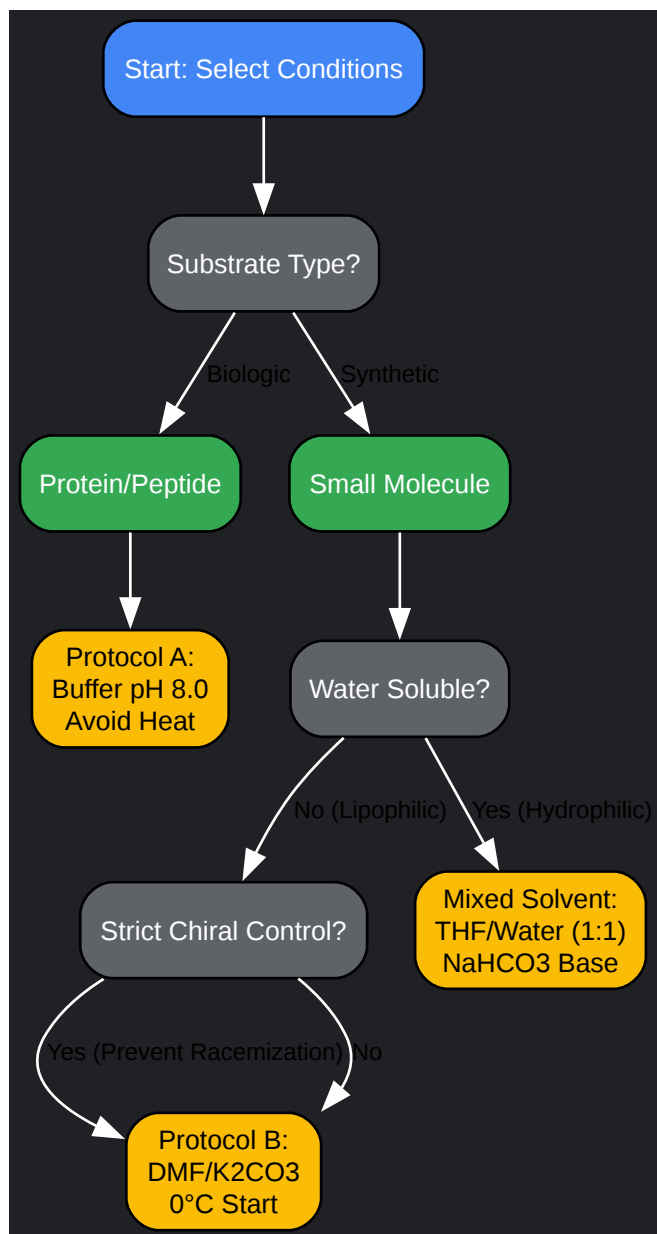 Start: Select Conditions
Substrate Type?
Biologic
Synthetic
Protein/Peptide
Small Molecule
Protocol A:
Buffer pH 8.0
Avoid Heat
Water Soluble?
No (Lipophilic)
Yes (Hydrophilic)
Strict Chiral Control?
Mixed Solvent:
THF/Water (1:1)
NaHCO3 Base
Yes (Prevent Racemization)
No
Protocol B:
DMF/K2CO3
0°C Start